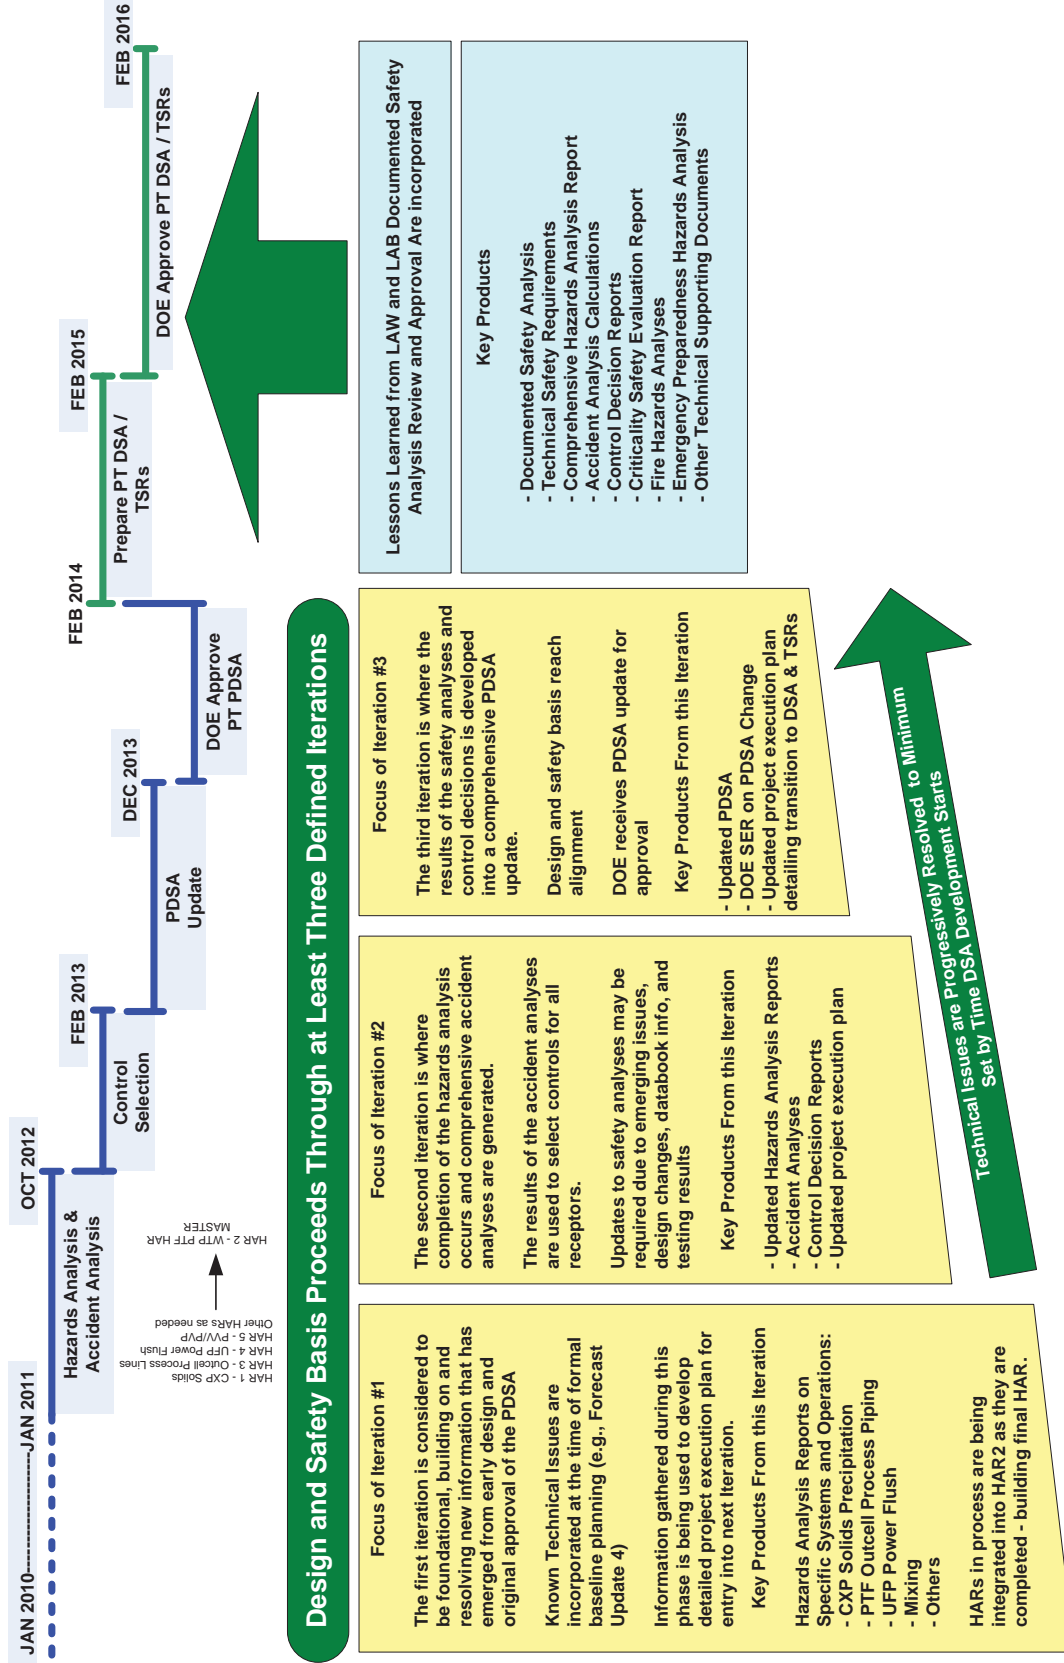 JAN 2010---------------JAN 2011
OCT 2012
FEB 2013
DEC 2013
FEB 2014
FEB 2015
FEB 2016
Hazards Analysis &
Accident Analysis
Control
Selection
PDSA
Update
DOE Approve
PT PDSA
Prepare PT DSA /
TSRs
DOE Approve PT DSA / TSRs
HAR 1 - CXP Solids
HAR 3 - Outcell Process Lines
HAR 4 - UFP Power Flush
HAR 5 - PVV/PVP
Other HARs as needed
HAR 2 - WTP PTF HAR
MASTER
Design and Safety Basis Proceeds Through at Least Three Defined Iterations
Focus of Iteration #1
The first iteration is considered to
be foundational, building on and
resolving new information that has
emerged from early design and
original approval of the PDSA
Known Technical Issues are
incorporated at the time of formal
baseline planning (e.g., Forecast
Update 4)
Information gathered during this
phase is being used to develop
detailed project execution plan for
entry into next Iteration.
Key Products From this Iteration
Hazards Analysis Reports on
Specific Systems and Operations:
- CXP Solids Precipitation
- PTF Outcell Process Piping
- UFP Power Flush
- Mixing
- Others
HARs in process are being
integrated into HAR2 as they are
completed - building final HAR.
Focus of Iteration #2
The second iteration is where
completion of the hazards analysis
occurs and comprehensive accident
analyses are generated.
The results of the accident analyses
are used to select controls for all
receptors.
Updates to safety analyses may be
required due to emerging issues,
design changes, databook info, and
testing results
Key Products From this Iteration
- Updated Hazards Analysis Reports
- Accident Analyses
- Control Decision Reports
- Updated project execution plan
Focus of Iteration #3
The third iteration is where the
results of the safety analyses and
control decisions is developed
into a comprehensive PDSA
update.
Design and safety basis reach
alignment
DOE receives PDSA update for
approval
Key Products From this Iteration
- Updated PDSA
- DOE SER on PDSA Change
- Updated project execution plan
detailing transition to DSA & TSRs
Lessons Learned from LAW and LAB Documented Safety
Analysis Review and Approval Are incorporated
Key Products
- Documented Safety Analysis
- Technical Safety Requirements
- Comprehensive Hazards Analysis Report
- Accident Analysis Calculations
- Control Decision Reports
- Criticality Safety Evaluation Report
- Fire Hazards Analyses
- Emergency Preparedness Hazards Analysis
- Other Technical Supporting Documents
Technical Issues are Progressively Resolved to Minimum
Set by Time DSA Development Starts